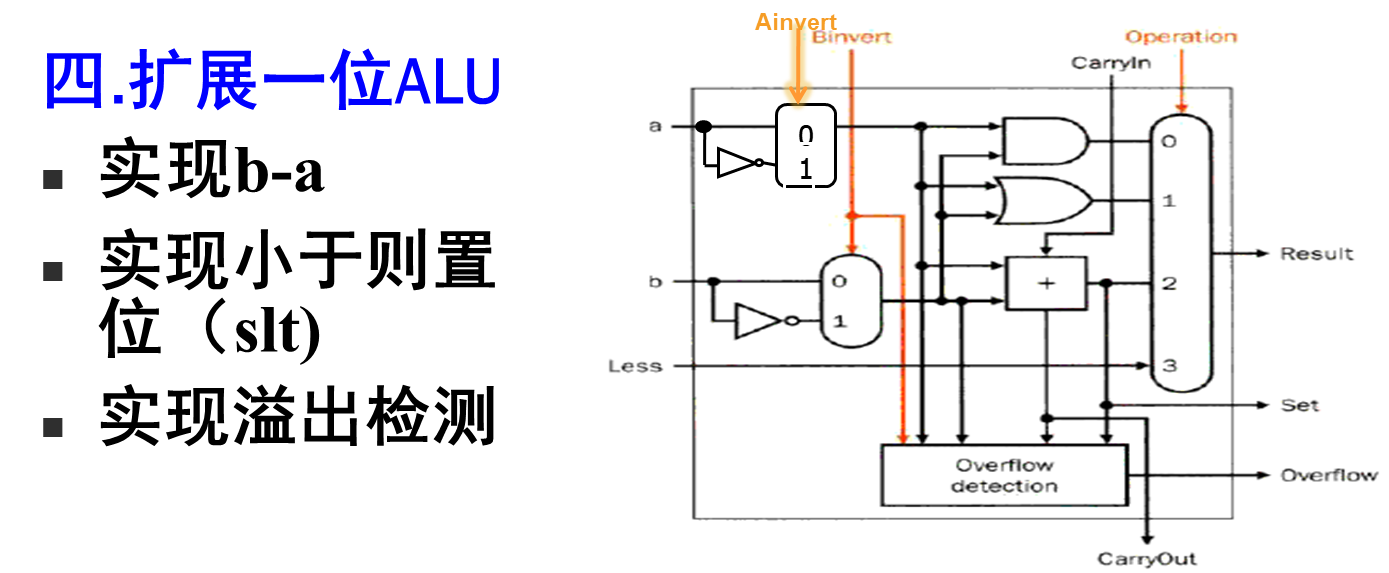 四.扩展一位ALU
■ 实现b-a
■ 实现小于则置
位（slt)
■ 实现溢出检测
Ainvert
Binvert
Operation
CarryIn
a
0
1
0
1
b
0
1
+
2
Result
Less
3
Set
Overflow
detection
Overflow
CarryOut